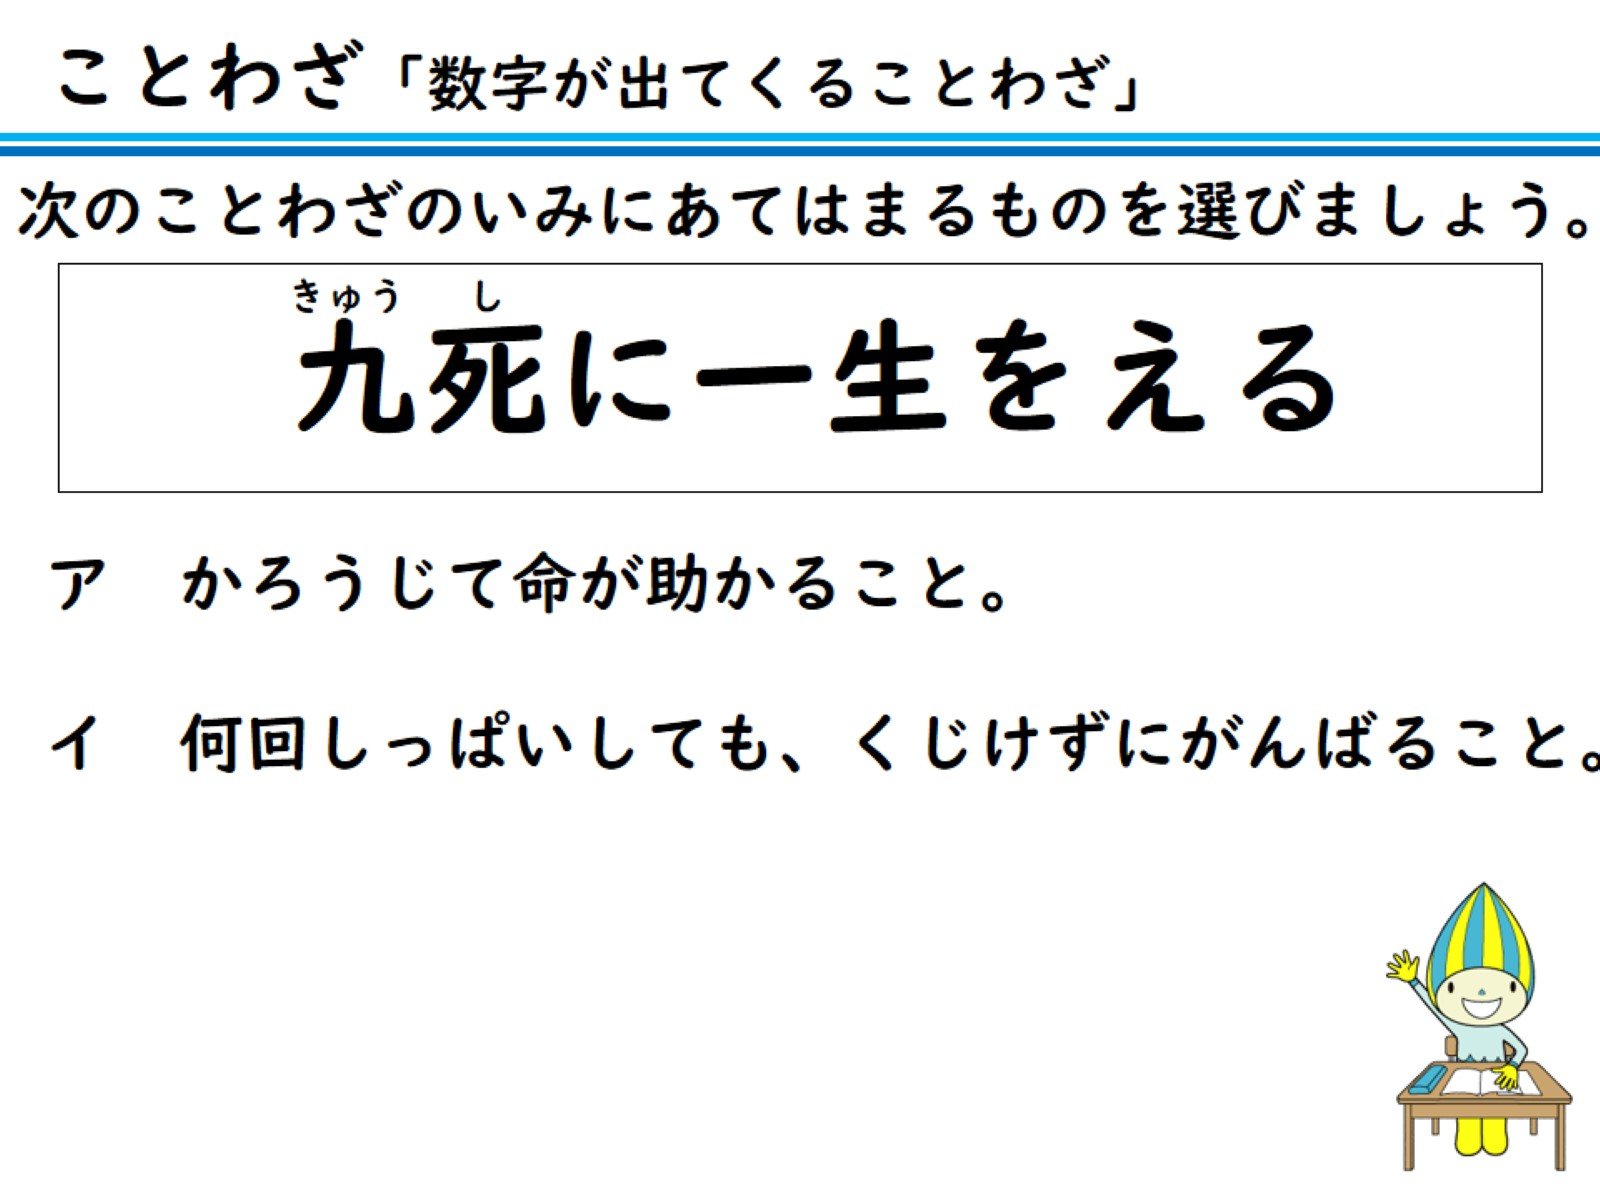 ことわざ「数字が出てくることわざ」
次のことわざのいみにあてはまるものを選びましょう。
きゅう し
九死に一生をえる
ア かろうじて命が助かること。
イ 何回しっぱいしても、くじけずにがんばること。